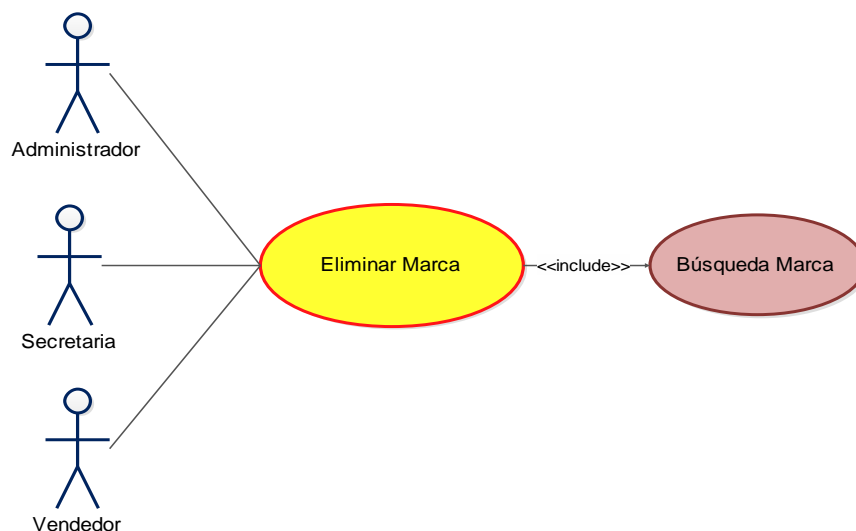 Administrador
Eliminar Marca
<<include>>
Búsqueda Marca
Secretaria
Vendedor